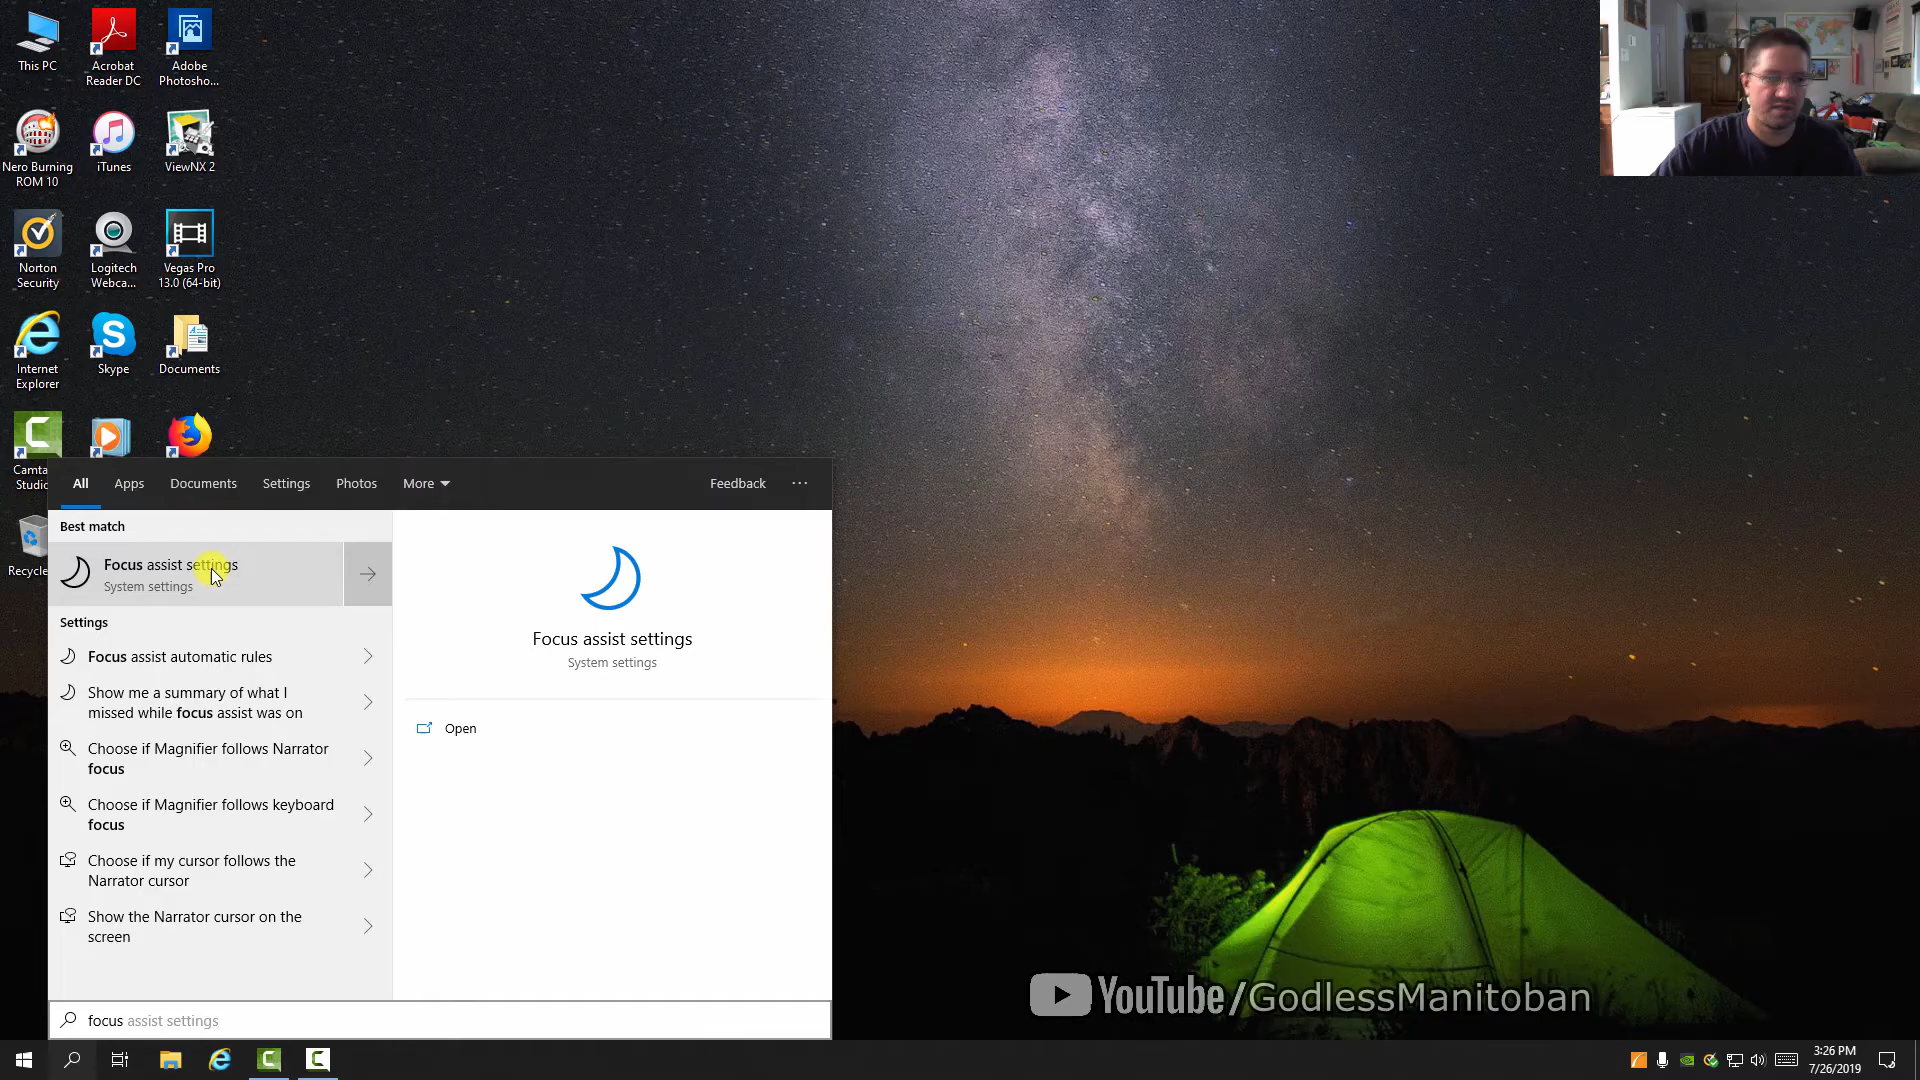 This PC
Acrobat
Reader DC
Adobe
Photosho...
Nero Burning
ROM 10
iTunes
ViewNX 2
Norton
Security
Logitech
Webca...
Vegas Pro
13.0 (64-bit)
Internet
Explorer
Skype
Documents
Camta
Studio
Recycle
All
Apps
Documents
Settings
Photos
More
Feedback
Best match
Focus assist settings
System settings
Settings
Focus assist automatic rules
Show me a summary of what I
missed while focus assist was on
Choose if Magnifier follows Narrator
focus
Choose if Magnifier follows keyboard
focus
Choose if my cursor follows the
Narrator cursor
Show the Narrator cursor on the
screen
Focus assist settings
System settings
Open
focus assist settings
YouTube/GodlessManitoban
3:26 PM
7/26/2019